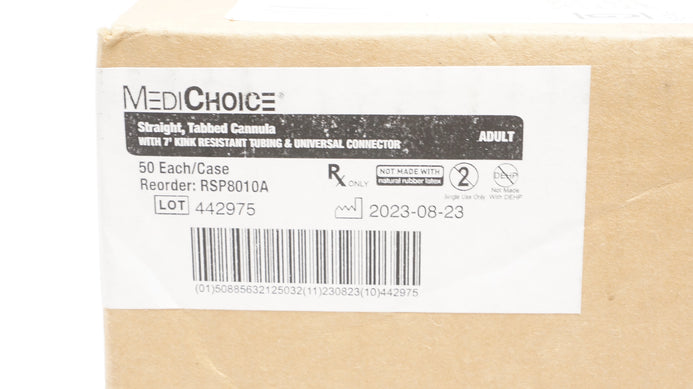 MEDICHOICE®
Straight, Tabbed Cannula
WITH 7' KINK RESISTANT TUBING & UNIVERSAL CONNECTOR
ADULT
50 Each/Case
Reorder: RSP8010A
Rx ONLY
NOT MADE WITH
natural rubber latex
2
Single Use Only
DEHP
Not Made
With DEHP
LOT 442975
2023-08-23
(01)50885632125032(11)230823(10)442975